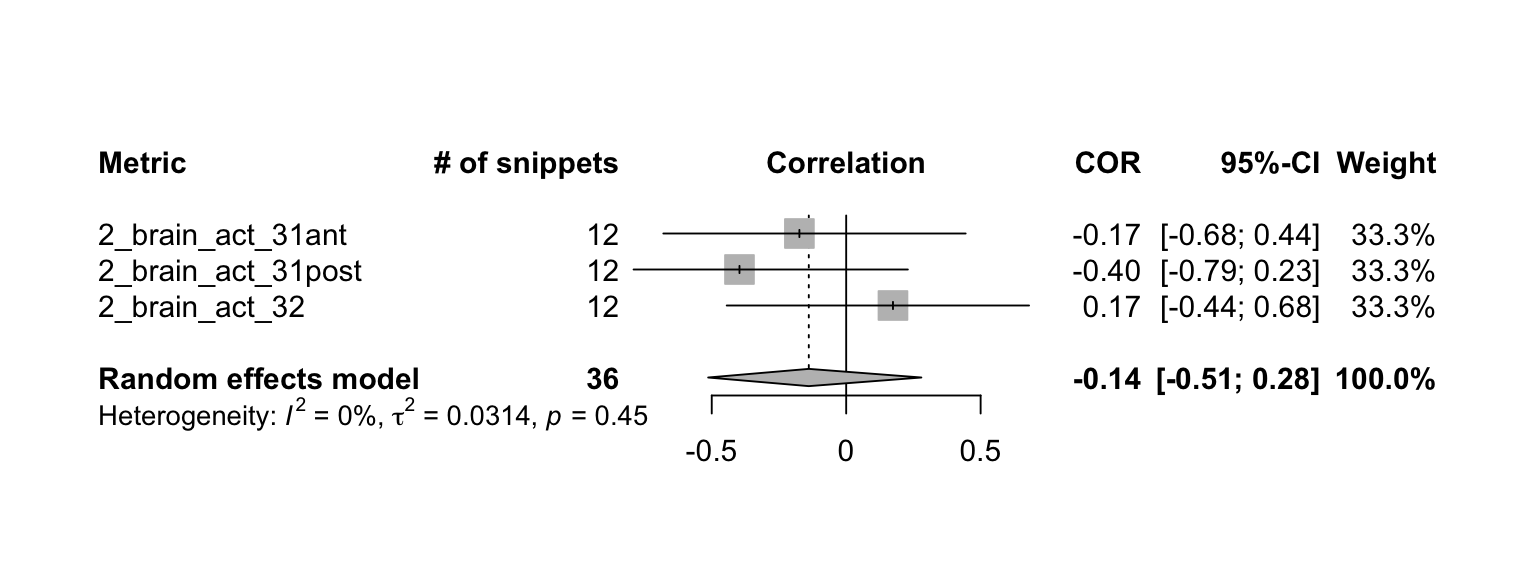 Metric # of snippets Correlation COR 95%-CI Weight
2_brain_act_31ant 12 -0.17 [-0.68; 0.44] 33.3%
2_brain_act_31post 12 -0.40 [-0.79; 0.23] 33.3%
2_brain_act_32 12 0.17 [-0.44; 0.68] 33.3%
Random effects model 36 -0.14 [-0.51; 0.28] 100.0%
Heterogeneity: I² = 0%, τ² = 0.0314, p = 0.45
-0.5 0 0.5